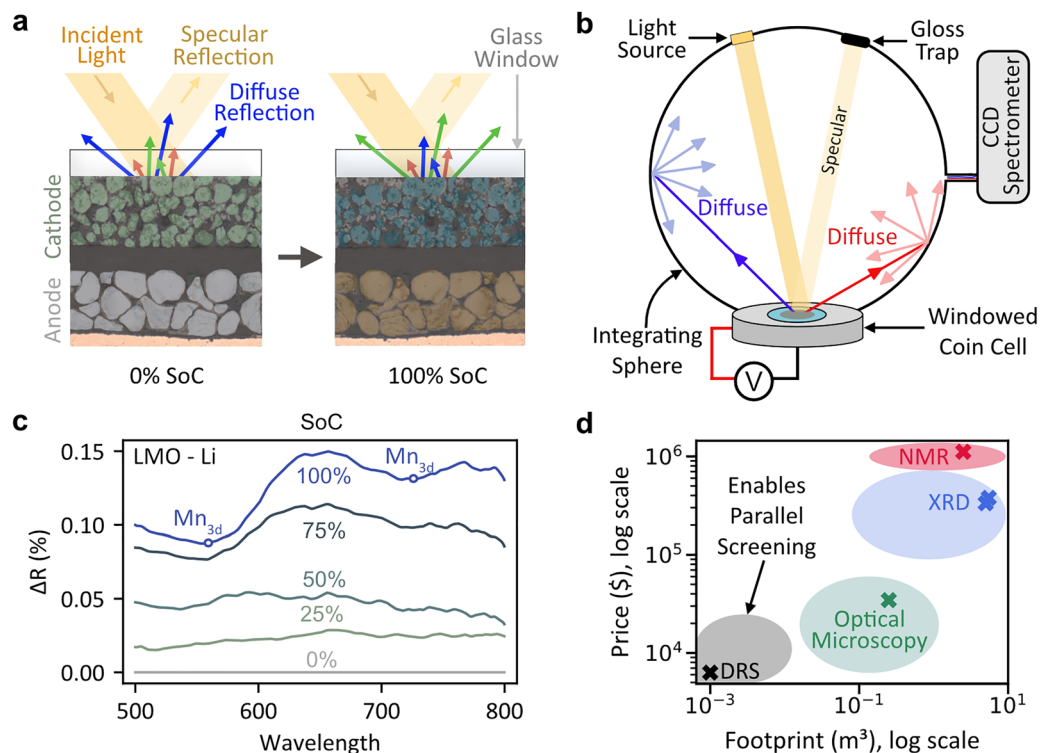 a
Incident
Light
Specular
Reflection
Diffuse
Reflection
Glass
Window
Cathode
Anode
0% SoC
100% SoC
b
Light
Source
Gloss
Trap
CCD
Spectrometer
Specular
Diffuse
Diffuse
Integrating
Sphere
Windowed
Coin Cell
V
c
SoC
LMO - Li
Mn3d
100%
Mn3d
75%
50%
25%
0%
0.15
0.10
0.05
0.00
ΔR (%)
500
600
700
800
Wavelength
d
NMR
XRD
Enables
Parallel
Screening
Optical
Microscopy
DRS
10⁶
10⁵
10⁴
Price ($), log scale
10⁻³
10⁻¹
10¹
Footprint (m³), log scale